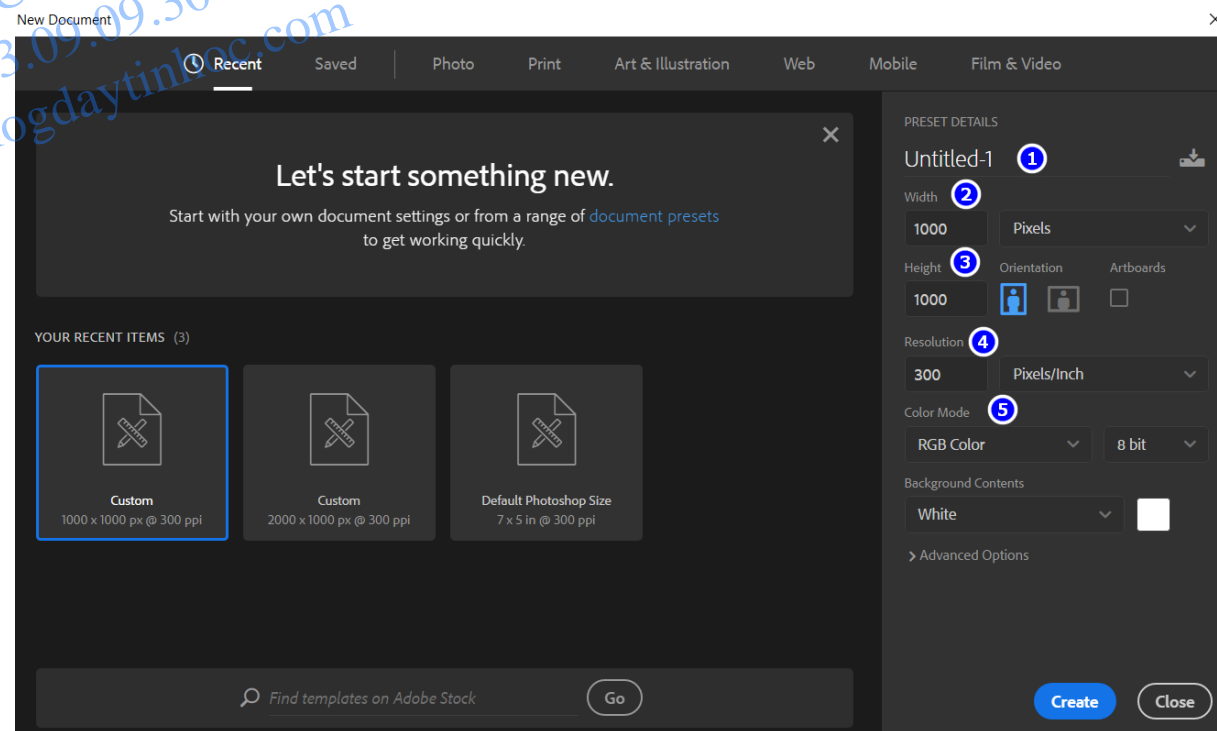 New Document
Recent Saved Photo Print Art & Illustration Web Mobile Film & Video
Let's start something new.
Start with your own document settings or from a range of document presets
to get working quickly.
YOUR RECENT ITEMS (3)
Custom
1000 x 1000 px @ 300 ppi
Custom
2000 x 1000 px @ 300 ppi
Default Photoshop Size
7 x 5 in @ 300 ppi
Find templates on Adobe Stock Go
PRESET DETAILS
Untitled-1 1
Width 2
1000 Pixels
Height 3 Orientation Artboards
1000
Resolution 4
300 Pixels/Inch
Color Mode 5
RGB Color 8 bit
Background Contents
White
Advanced Options
Create Close